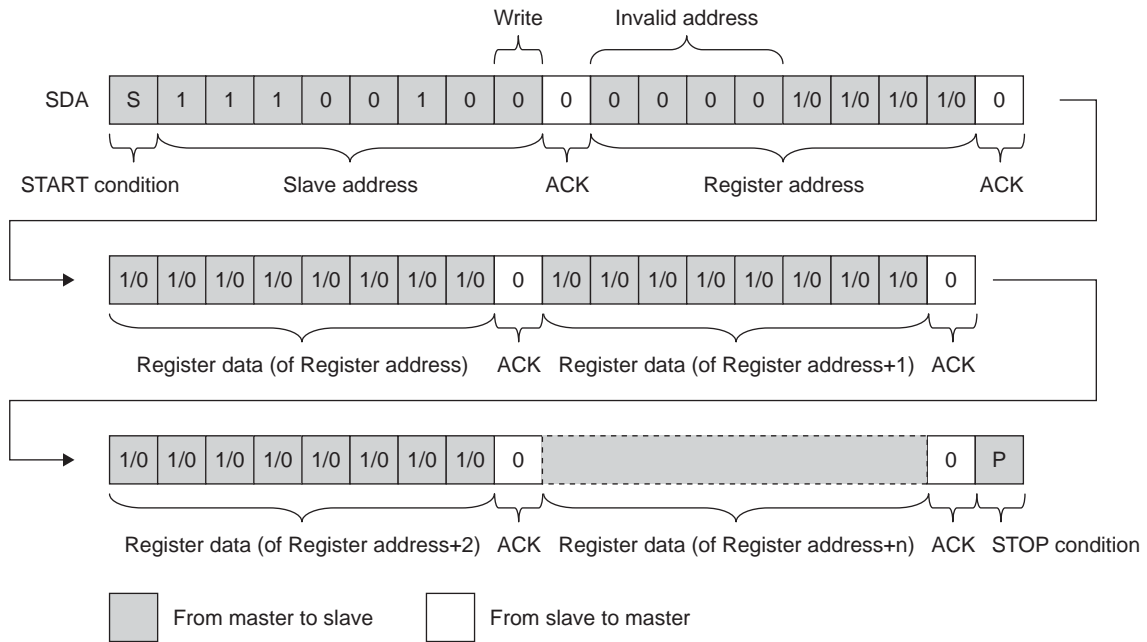 Write Invalid address
SDA S 1 1 1 0 0 1 0 0 0 0 0 0 0 1/0 1/0 1/0 1/0 0
START condition Slave address ACK Register address ACK
1/0 1/0 1/0 1/0 1/0 1/0 1/0 1/0 0 1/0 1/0 1/0 1/0 1/0 1/0 1/0 1/0 0
Register data (of Register address) ACK Register data (of Register address+1) ACK
1/0 1/0 1/0 1/0 1/0 1/0 1/0 1/0 0 0 P
Register data (of Register address+2) ACK Register data (of Register address+n) ACK STOP condition
From master to slave From slave to master